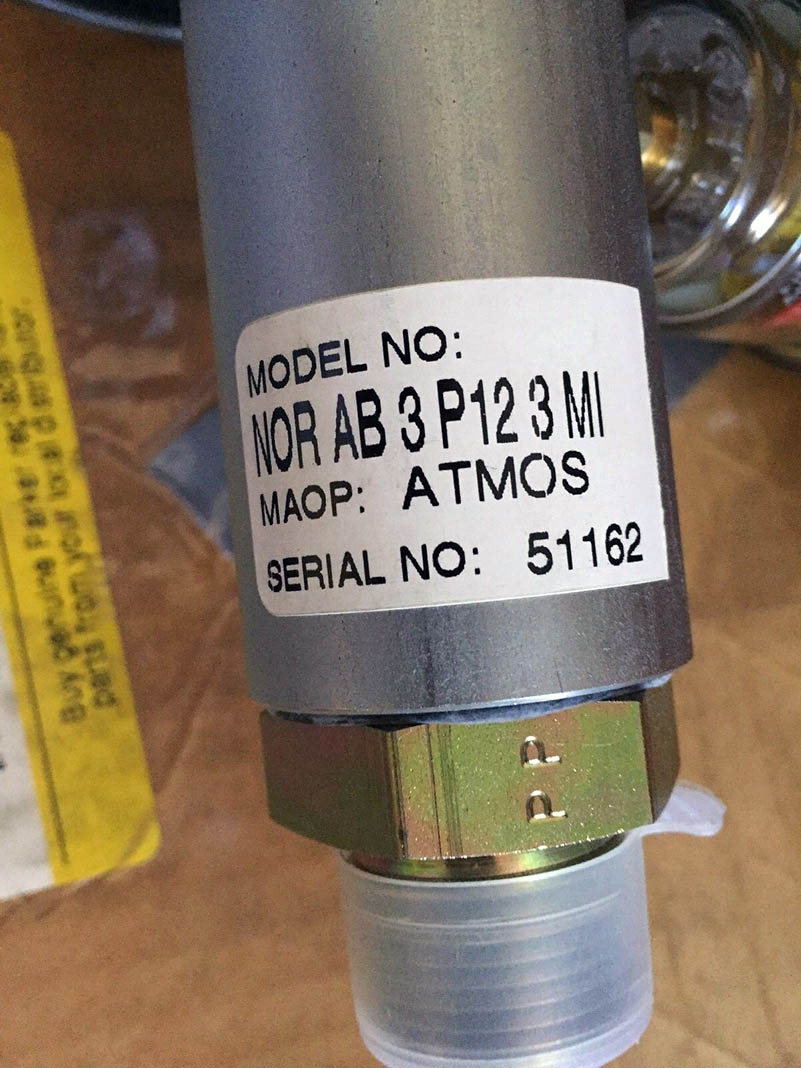 MODEL NO:
NOR AB 3 P12 3 MI
MAOP: ATMOS
SERIAL NO: 51162
P P
Buy genuine Parker
parts from your local distributor.